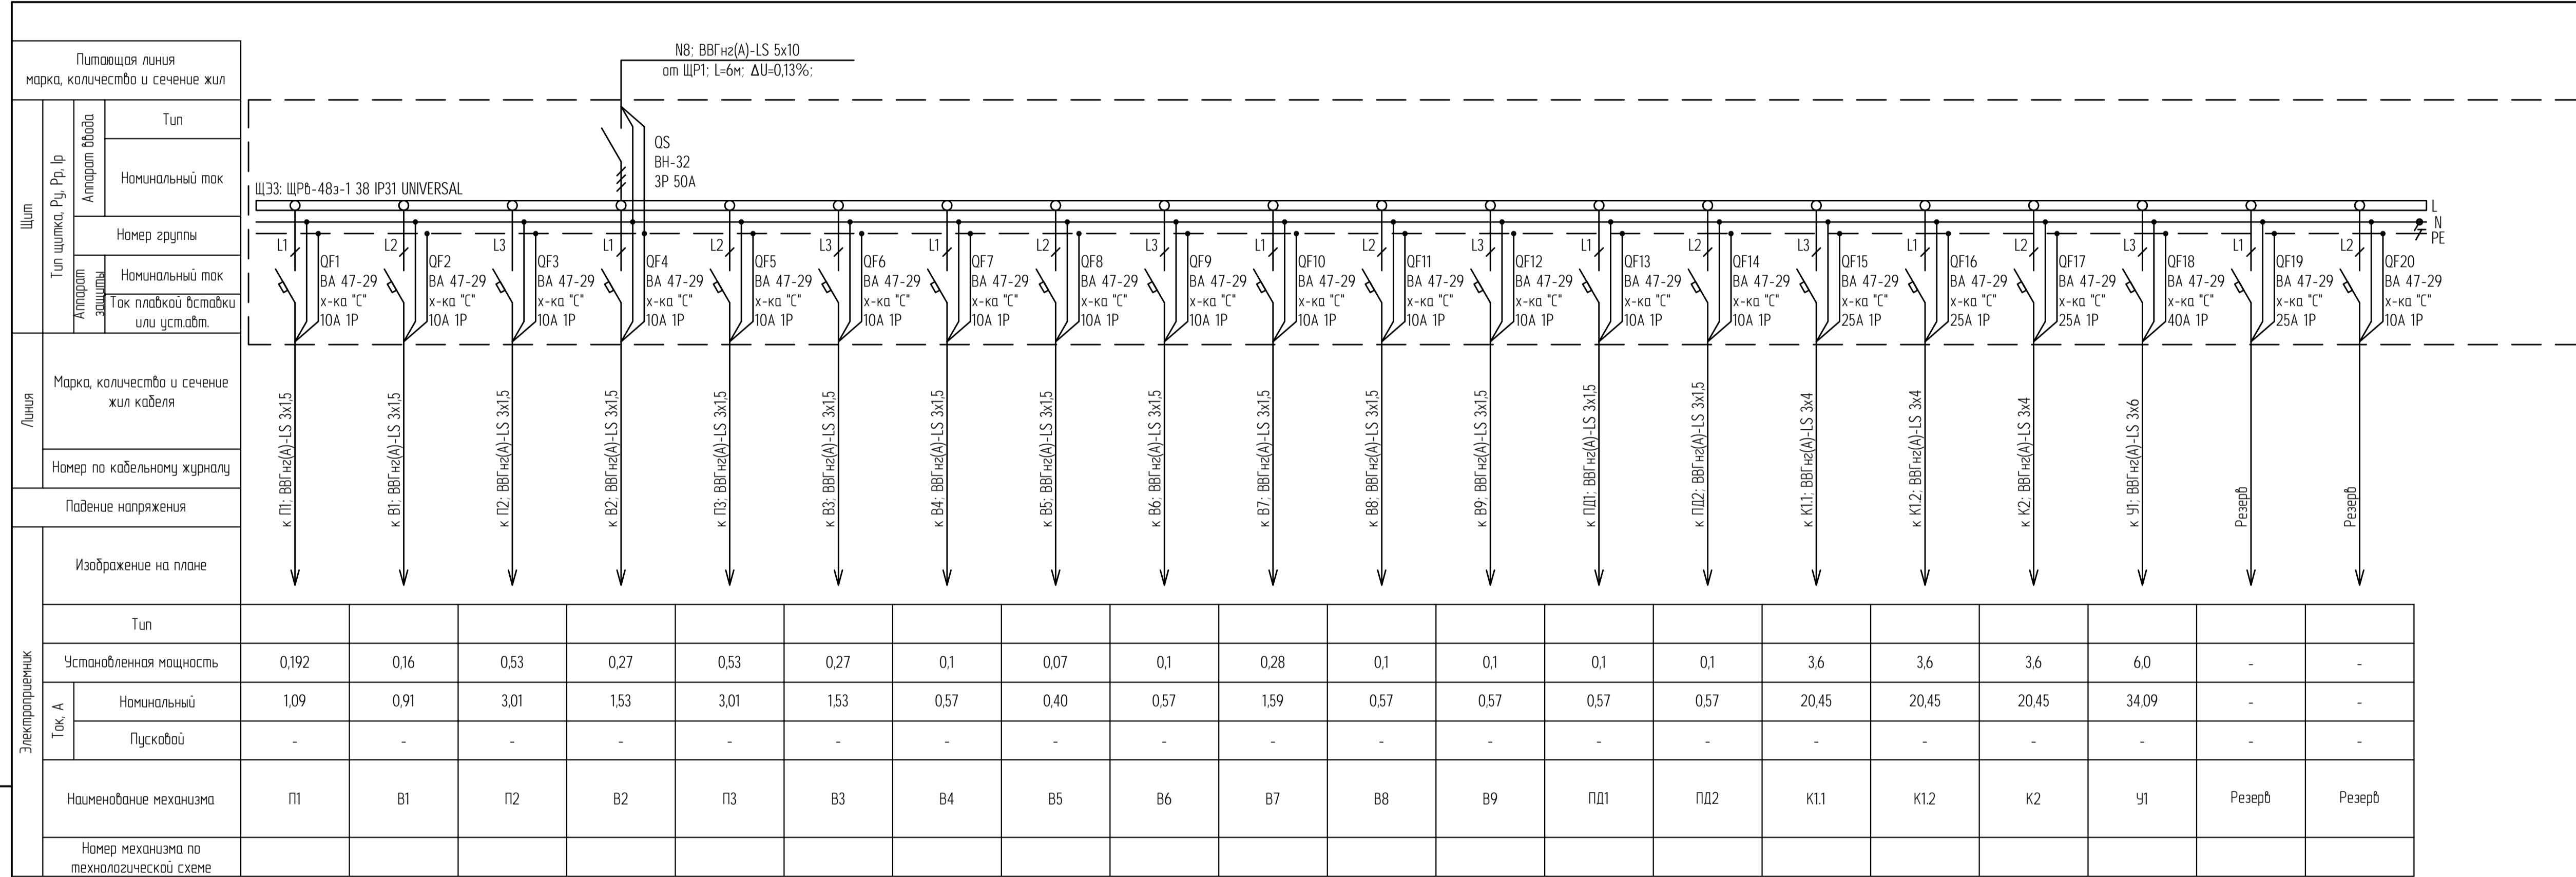 N8; ВВГнг(А)-LS 5x10
от ЩР1; L=6м; ΔU=0,13%;
Питающая линия
марка, количество и сечение жил
Щит
Тип щитка, Ру, Рр, Iр
Аппарат ввода
Тип
Номинальный ток
Номер группы
Аппарат
защиты
Номинальный ток
Ток плавкой вставки
или уст.авт.
QS
ВН-32
3Р 50А
ЩЭ3: ЩРв-48з-1 38 IP31 UNIVERSAL
L
N
PE
L1
QF1
ВА 47-29
х-ка "С"
10А 1Р
L2
QF2
ВА 47-29
х-ка "С"
10А 1Р
L3
QF3
ВА 47-29
х-ка "С"
10А 1Р
L1
QF4
ВА 47-29
х-ка "С"
10А 1Р
L2
QF5
ВА 47-29
х-ка "С"
10А 1Р
L3
QF6
ВА 47-29
х-ка "С"
10А 1Р
L1
QF7
ВА 47-29
х-ка "С"
10А 1Р
L2
QF8
ВА 47-29
х-ка "С"
10А 1Р
L3
QF9
ВА 47-29
х-ка "С"
10А 1Р
L1
QF10
ВА 47-29
х-ка "С"
10А 1Р
L2
QF11
ВА 47-29
х-ка "С"
10А 1Р
L3
QF12
ВА 47-29
х-ка "С"
10А 1Р
L1
QF13
ВА 47-29
х-ка "С"
10А 1Р
L2
QF14
ВА 47-29
х-ка "С"
10А 1Р
L3
QF15
ВА 47-29
х-ка "С"
25А 1Р
L1
QF16
ВА 47-29
х-ка "С"
25А 1Р
L2
QF17
ВА 47-29
х-ка "С"
25А 1Р
L3
QF18
ВА 47-29
х-ка "С"
40А 1Р
L1
QF19
ВА 47-29
х-ка "С"
25А 1Р
L2
QF20
ВА 47-29
х-ка "С"
10А 1Р
Линия
Марка, количество и сечение
жил кабеля
Номер по кабельному журналу
Падение напряжения
к П1; ВВГнг(А)-LS 3x1,5
к В1; ВВГнг(А)-LS 3x1,5
к П2; ВВГнг(А)-LS 3x1,5
к В2; ВВГнг(А)-LS 3x1,5
к П3; ВВГнг(А)-LS 3x1,5
к В3; ВВГнг(А)-LS 3x1,5
к В4; ВВГнг(А)-LS 3x1,5
к В5; ВВГнг(А)-LS 3x1,5
к В6; ВВГнг(А)-LS 3x1,5
к В7; ВВГнг(А)-LS 3x1,5
к В8; ВВГнг(А)-LS 3x1,5
к В9; ВВГнг(А)-LS 3x1,5
к ПД1; ВВГнг(А)-LS 3x1,5
к ПД2; ВВГнг(А)-LS 3x1,5
к К1.1; ВВГнг(А)-LS 3x4
к К1.2; ВВГнг(А)-LS 3x4
к К2; ВВГнг(А)-LS 3x4
к У1; ВВГнг(А)-LS 3x6
Резерв
Резерв
Электроприемник
Изображение на плане
Тип
Установленная мощность 0,192 0,16 0,53 0,27 0,53 0,27 0,1 0,07 0,1 0,28 0,1 0,1 0,1 0,1 3,6 3,6 3,6 6,0 - -
Ток, А
Номинальный 1,09 0,91 3,01 1,53 3,01 1,53 0,57 0,40 0,57 1,59 0,57 0,57 0,57 0,57 20,45 20,45 20,45 34,09 - -
Пусковой - - - - - - - - - - - - - - - - - - - -
Наименование механизма П1 В1 П2 В2 П3 В3 В4 В5 В6 В7 В8 В9 ПД1 ПД2 К1.1 К1.2 К2 У1 Резерв Резерв
Номер механизма по
технологической схеме